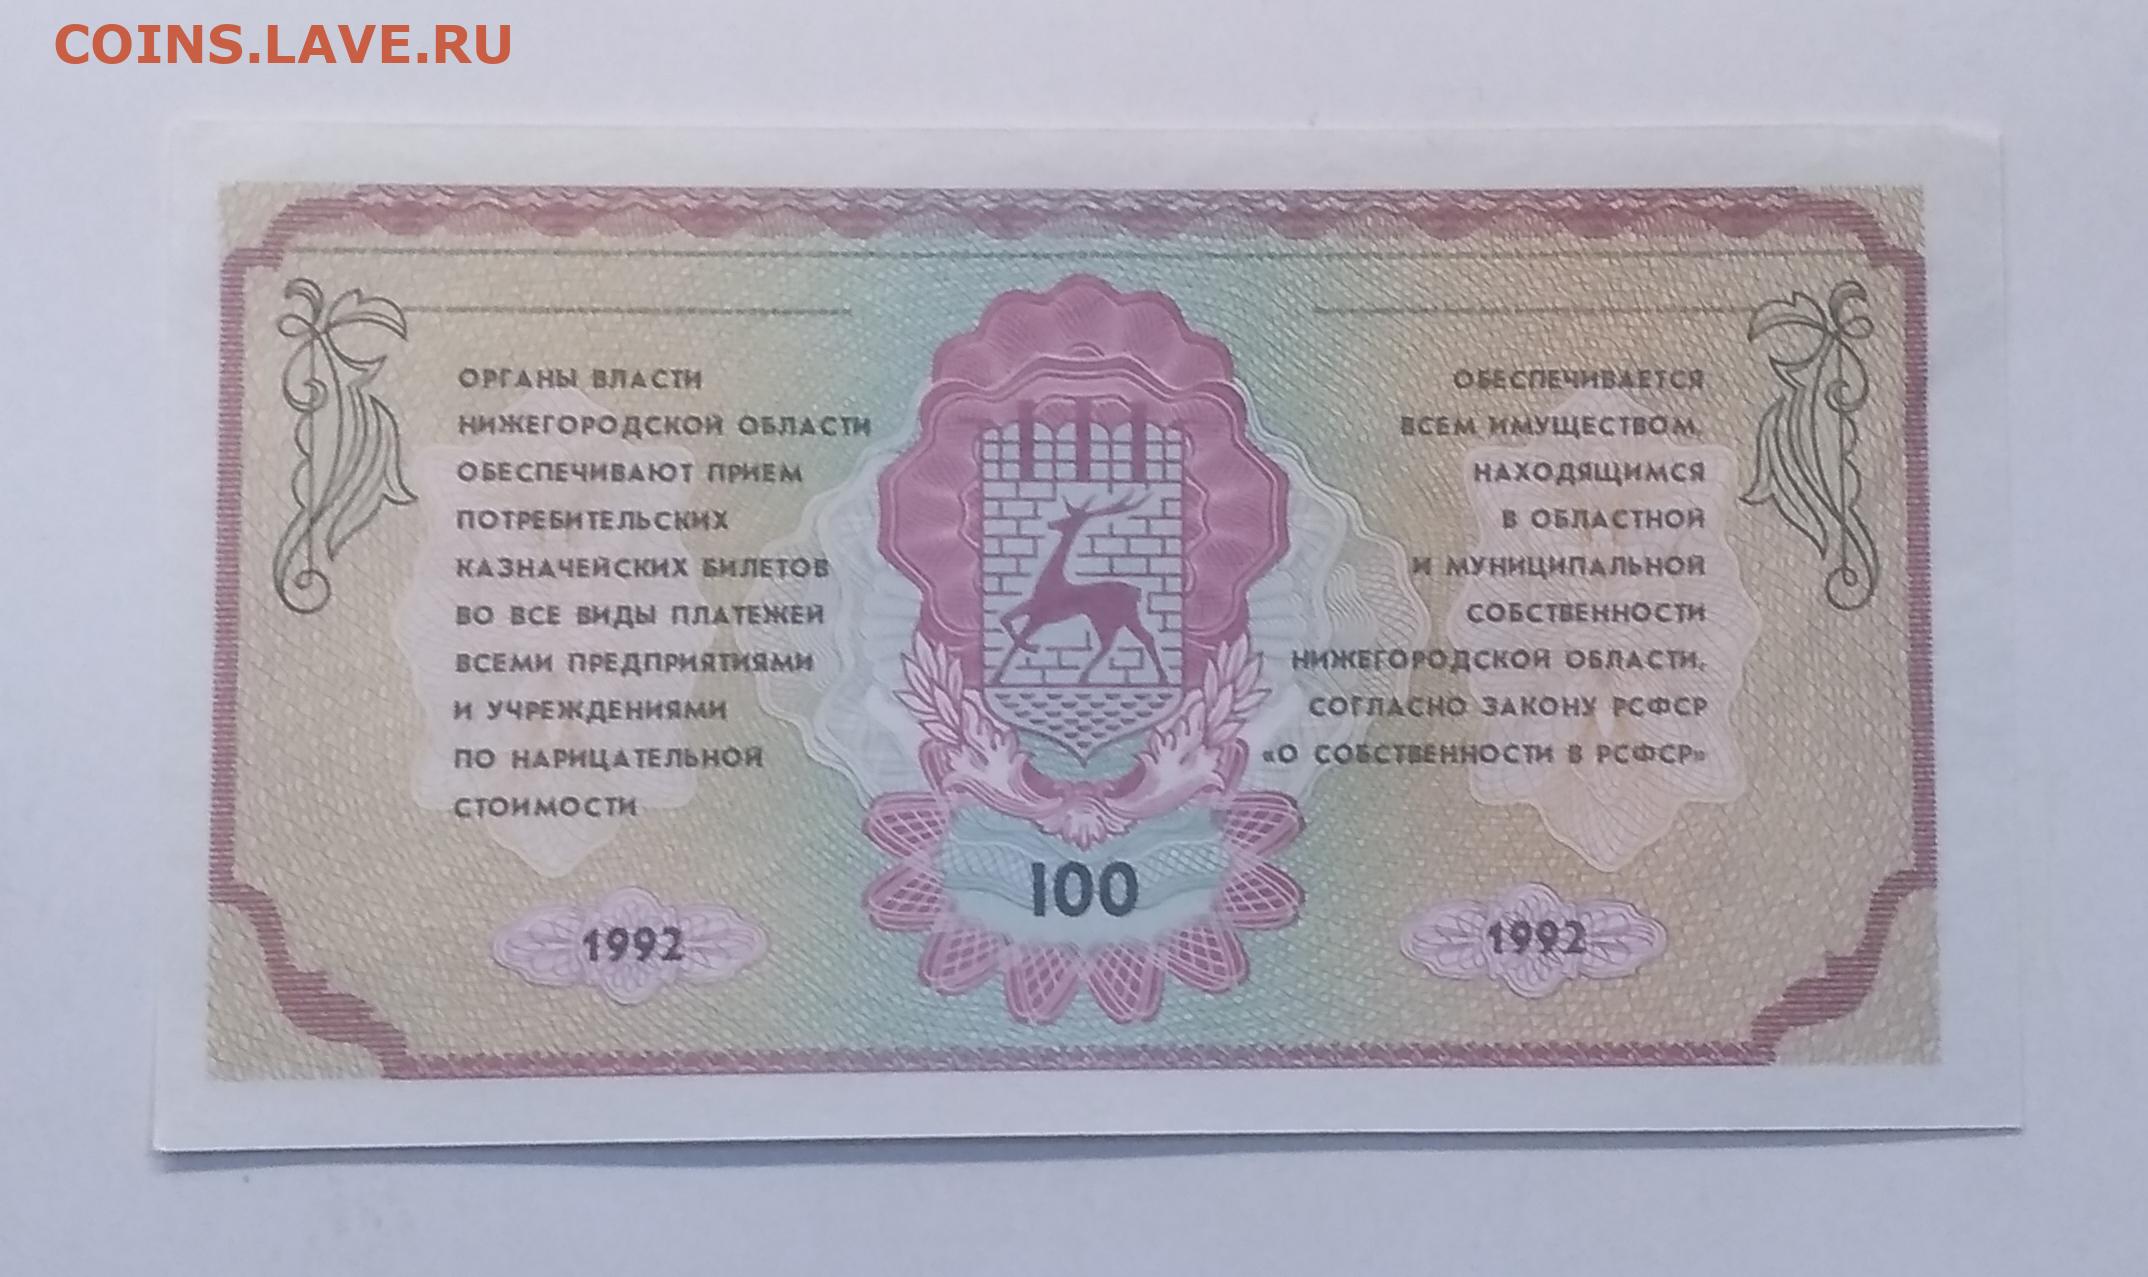 COINS.LAVE.RU
ОРГАНЫ ВЛАСТИ
НИЖЕГОРОДСКОЙ ОБЛАСТИ
ОБЕСПЕЧИВАЮТ ПРИЕМ
ПОТРЕБИТЕЛЬСКИХ
КАЗНАЧЕЙСКИХ БИЛЕТОВ
ВО ВСЕ ВИДЫ ПЛАТЕЖЕЙ
ВСЕМИ ПРЕДПРИЯТИЯМИ
И УЧРЕЖДЕНИЯМИ
ПО НАРИЦАТЕЛЬНОЙ
СТОИМОСТИ
ОБЕСПЕЧИВАЕТСЯ
ВСЕМ ИМУЩЕСТВОМ,
НАХОДЯЩИМСЯ
В ОБЛАСТНОЙ
И МУНИЦИПАЛЬНОЙ
СОБСТВЕННОСТИ
НИЖЕГОРОДСКОЙ ОБЛАСТИ,
СОГЛАСНО ЗАКОНУ РСФСР
«О СОБСТВЕННОСТИ В РСФСР»
100
1992
1992